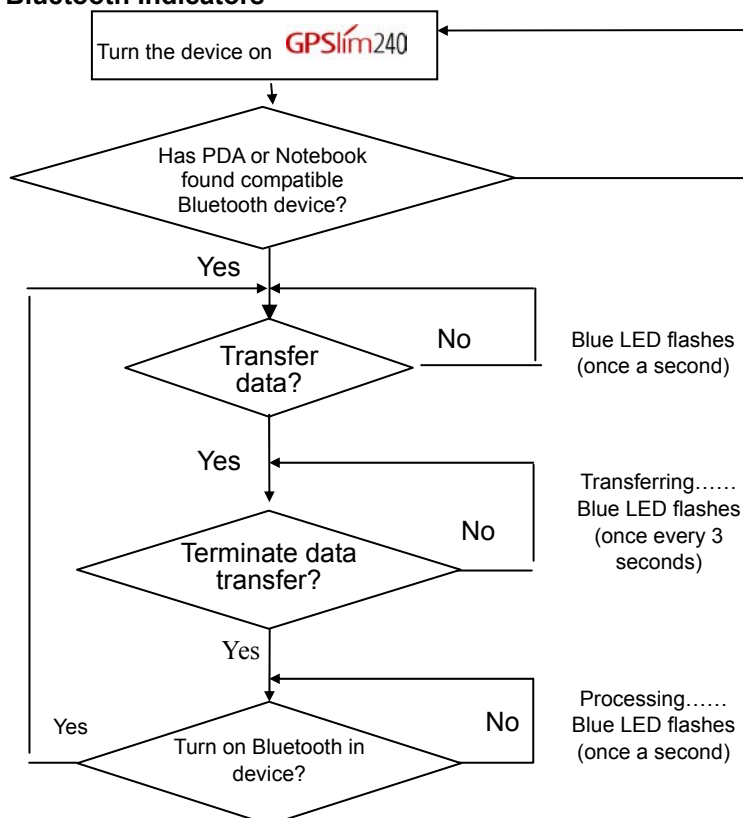 Bluetooth Indicators
Turn the device on GPSlim240
Has PDA or Notebook
found compatible
Bluetooth device?
Yes
No
Blue LED flashes
(once a second)
Transfer
data?
Yes
Transferring……
Blue LED flashes
(once every 3
seconds)
No
Terminate data
transfer?
Yes
Processing……
Blue LED flashes
(once a second)
Yes
No
Turn on Bluetooth in
device?